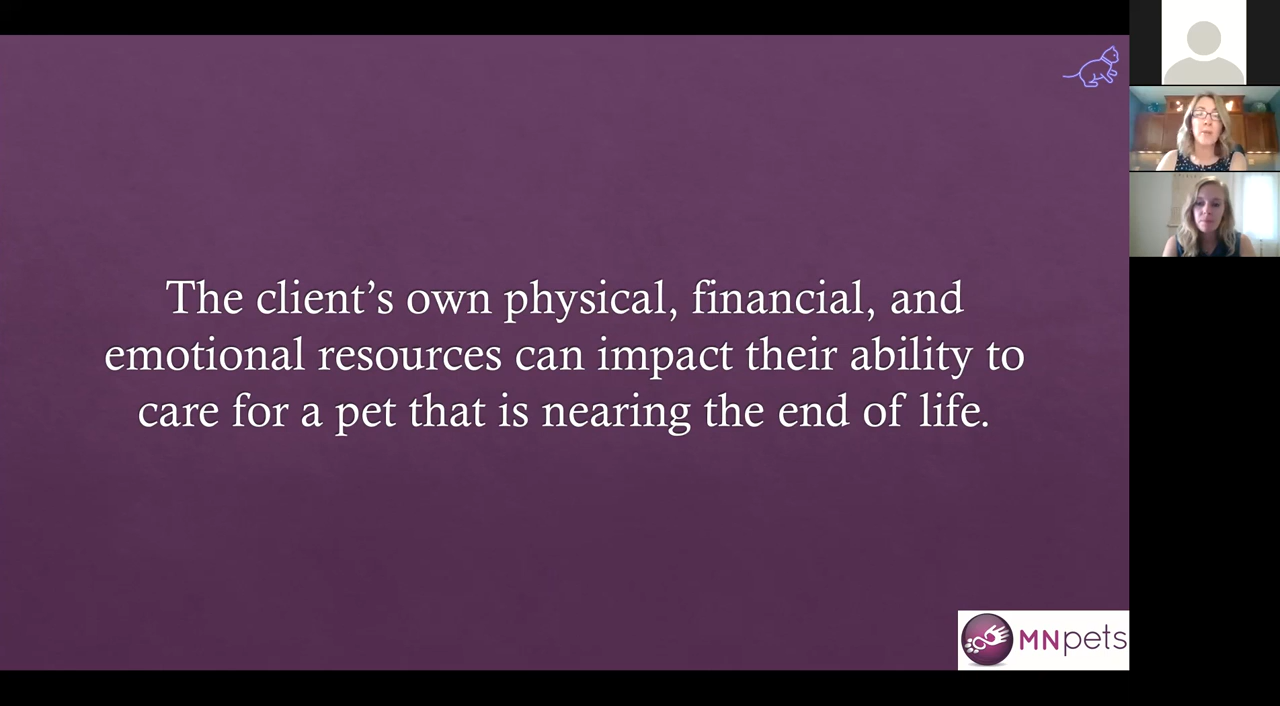 The client’s own physical, financial, and
emotional resources can impact their ability to
care for a pet that is nearing the end of life.
MNpets